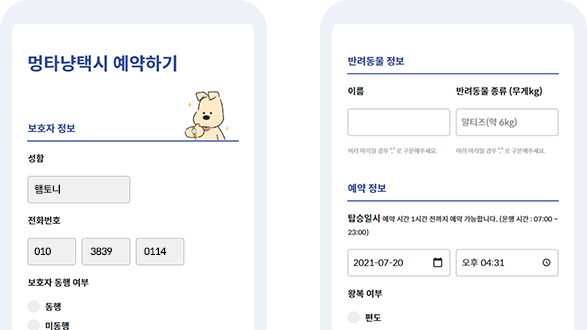 멍타냥택시 예약하기
보호자 정보
성함
햄토니
전화번호
010 3839 0114
보호자 동행 여부
동행
미동행
반려동물 정보
이름 반려동물 종류 (무게kg)
말티즈(약 6kg)
여러 마리일 경우 "," 로 구분해주세요. 여러 마리일 경우 "," 로 구분해주세요.
예약 정보
탑승일시 예약 시간 1시간 전까지 예약 가능합니다. (운행 시간 : 07:00 ~
23:00)
2021-07-20 오후 04:31
왕복 여부
편도